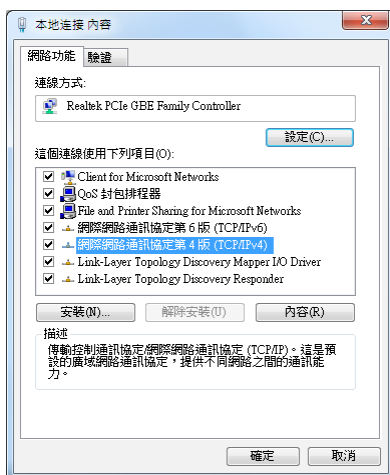 本地連接 內容
網路功能 驗證
連線方式:
Realtek PCIe GBE Family Controller
設定(C)...
這個連線使用下列項目(O):
Client for Microsoft Networks
QoS 封包排程器
File and Printer Sharing for Microsoft Networks
網際網路通訊協定第 6 版 (TCP/IPv6)
網際網路通訊協定第 4 版 (TCP/IPv4)
Link-Layer Topology Discovery Mapper I/O Driver
Link-Layer Topology Discovery Responder
安裝(N)... 解除安裝(U) 內容(R)
描述
傳輸控制通訊協定/網際網路通訊協定 (TCP/IP)。這是預
設的廣域網路通訊協定，提供不同網路之間的通訊能
力。
確定 取消